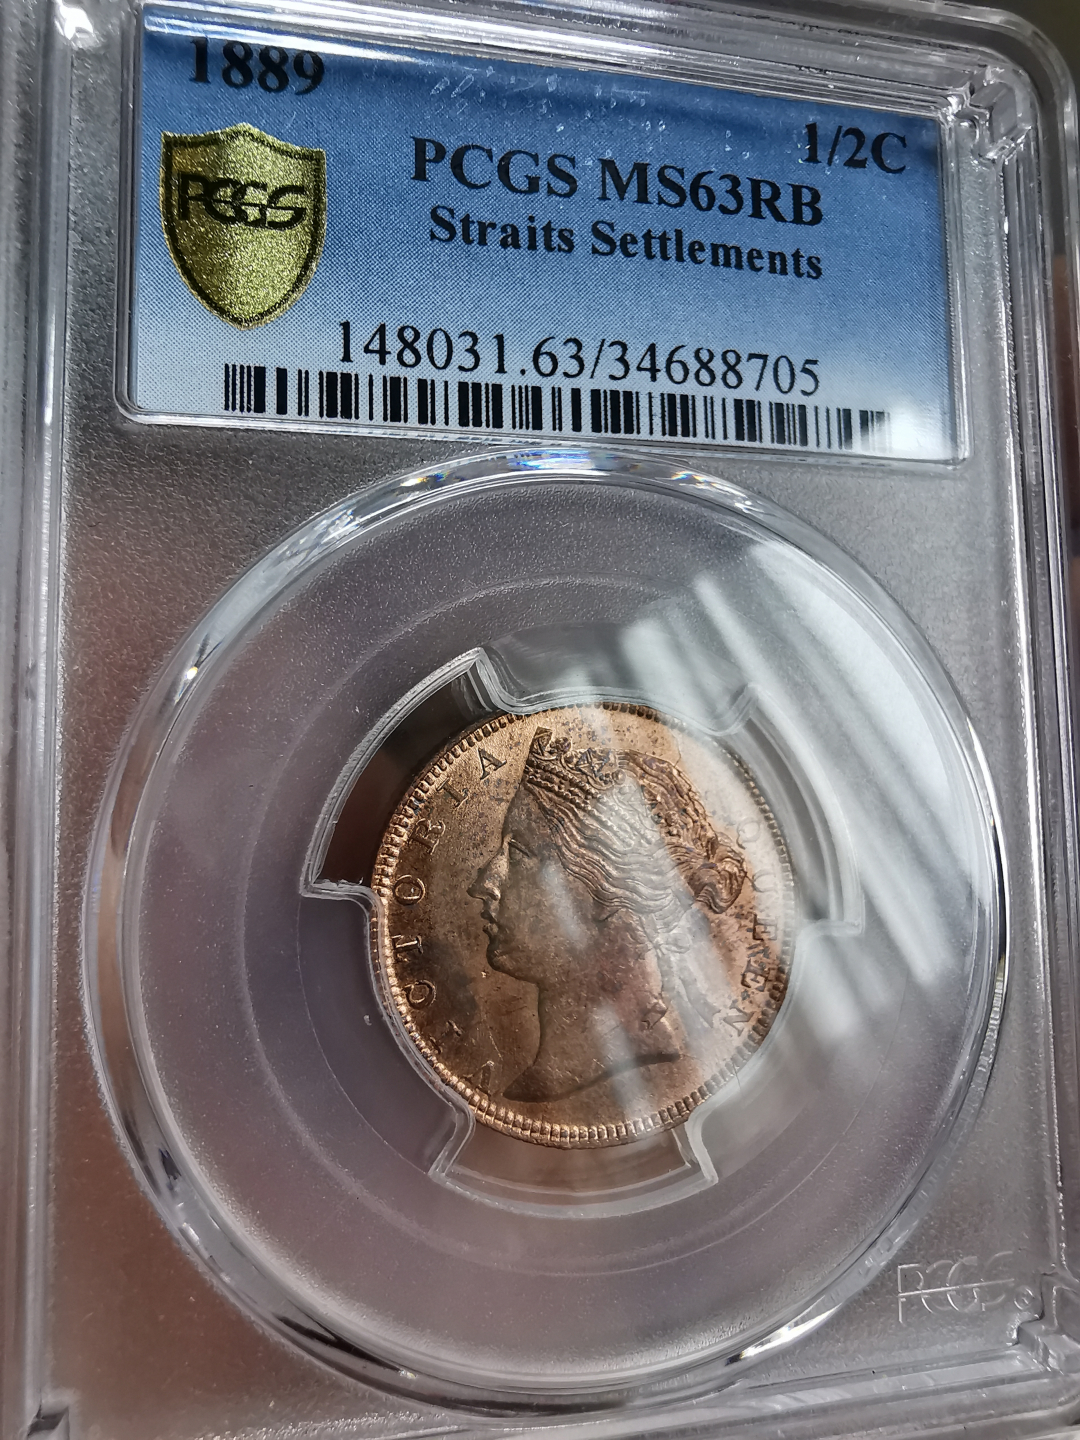 1889
1/2C
PCGS
PCGS MS63RB
Straits Settlements
148031.63/34688705
VICTORIA
QUEEN
PCGS